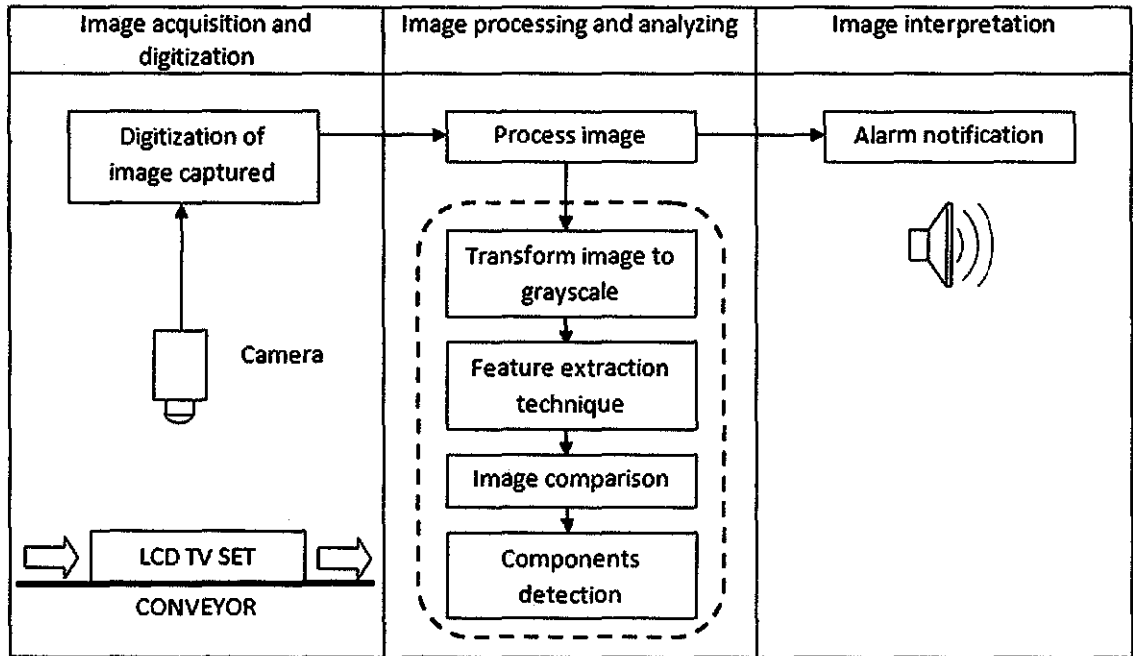 Image acquisition and
digitization
Image processing and analyzing
Image interpretation
Digitization of
image captured
Process image
Alarm notification
Transform image to
grayscale
Camera
Feature extraction
technique
Image comparison
LCD TV SET
Components
detection
CONVEYOR